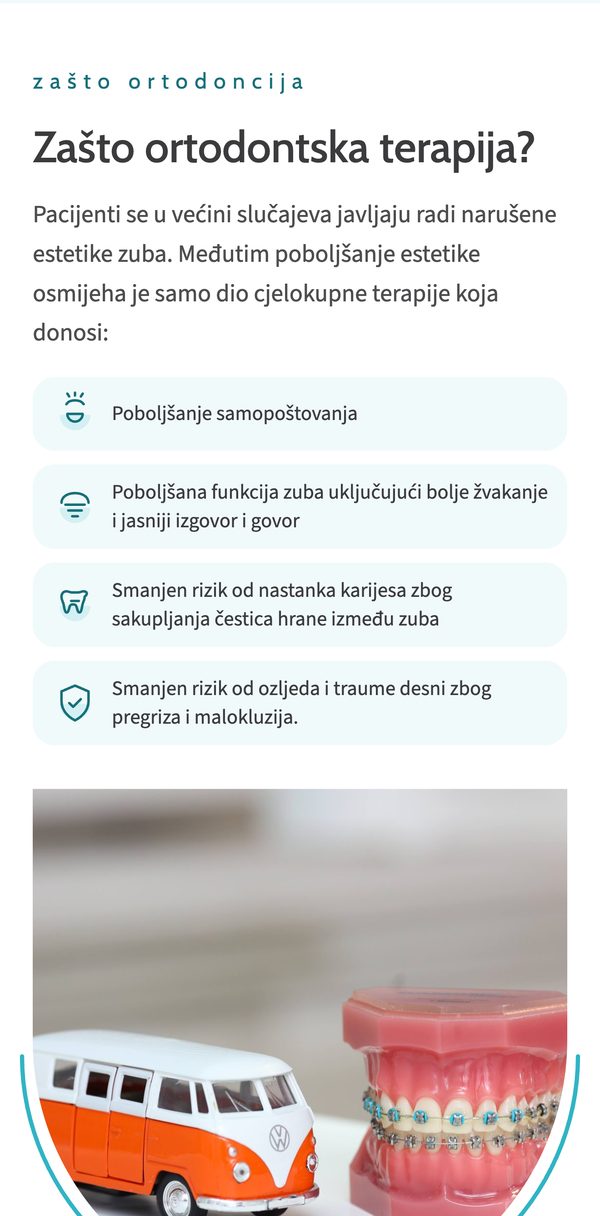 zašto ortodoncija
Zašto ortodontska terapija?
Pacijenti se u većini slučajeva javljaju radi narušene
estetike zuba. Međutim poboljšanje estetike
osmijeha je samo dio cjelokupne terapije koja
donosi:
Poboljšanje samopoštovanja
Poboljšana funkcija zuba uključujući bolje žvakanje
i jasniji izgovor i govor
Smanjen rizik od nastanka karijesa zbog
sakupljanja čestica hrane između zuba
Smanjen rizik od ozljeda i traume desni zbog
pregriza i malokluzija.